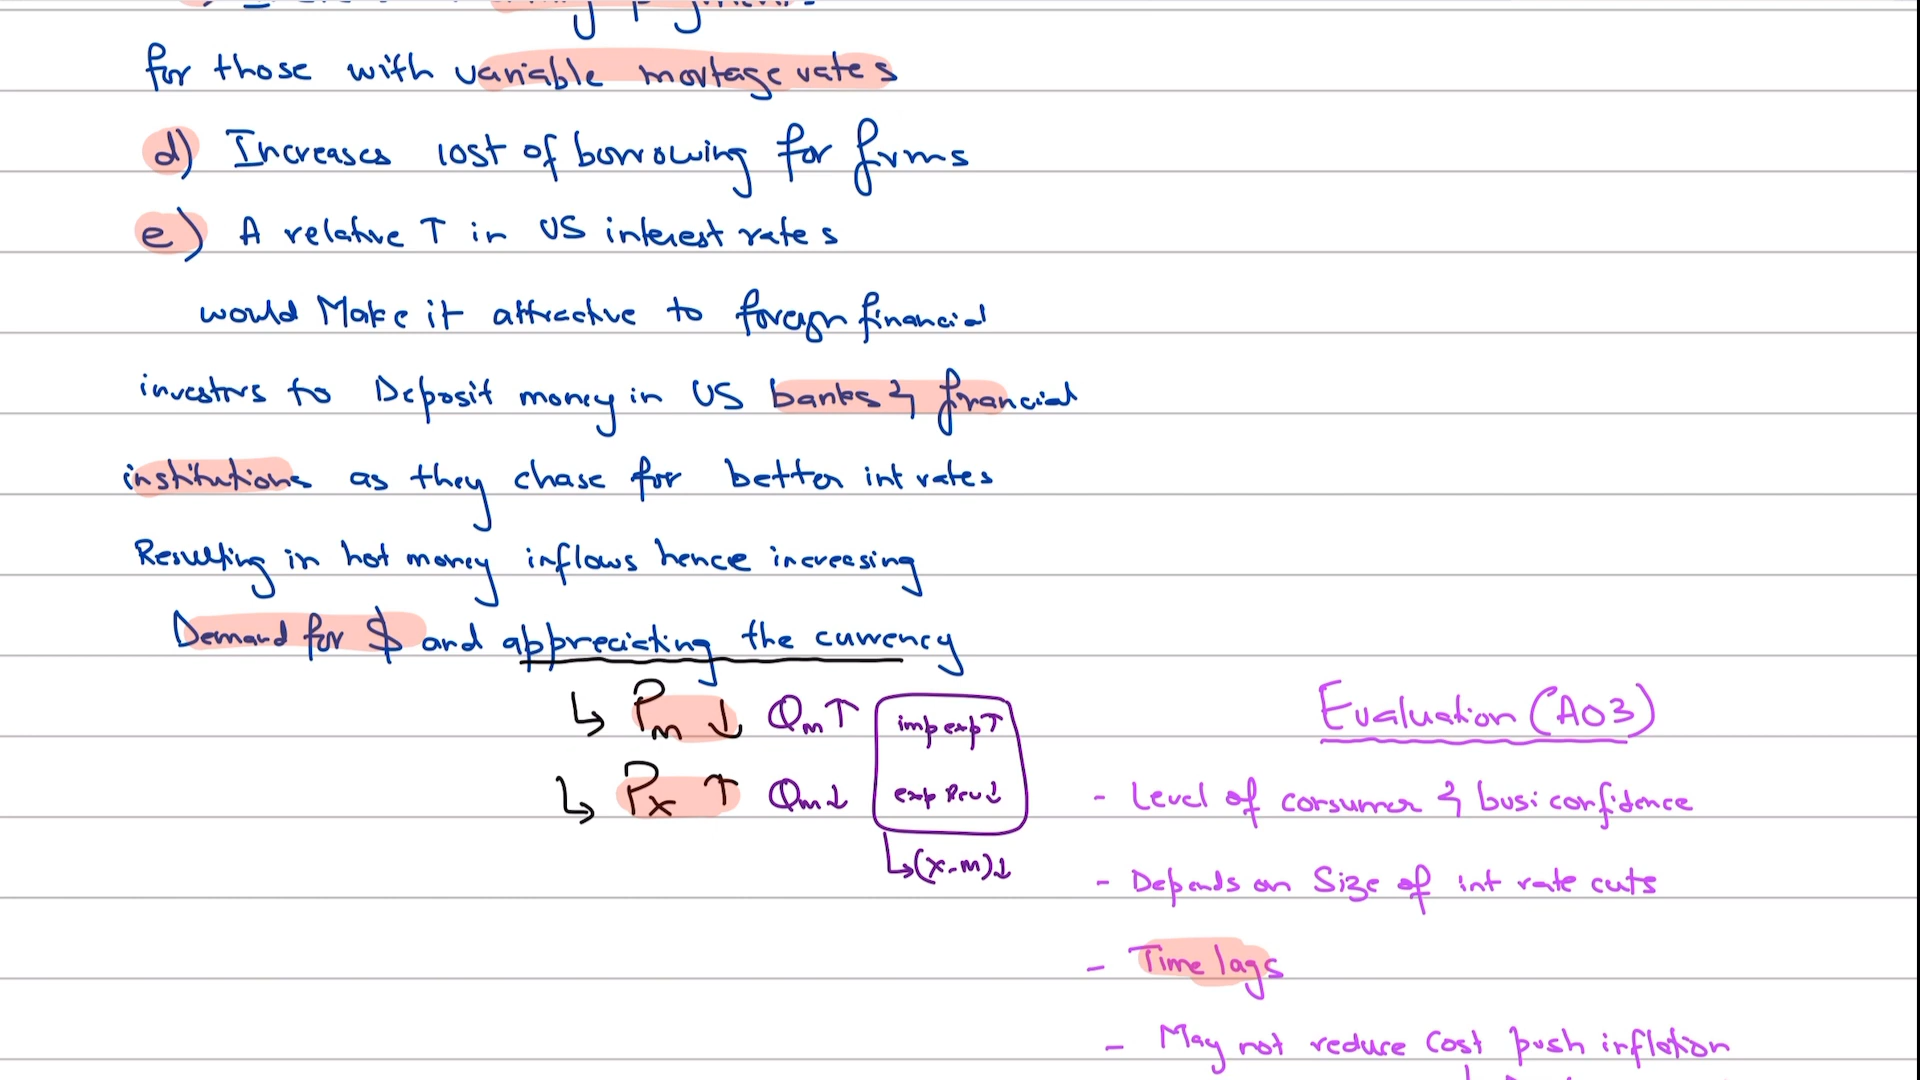 for those with variable mortage rates
d) Increases cost of borrowing for firms
e) A relative ↑ in US interest rates
would Make it attractive to foreign financial
investors to Deposit money in US banks & financial
institutions as they chase for better int rates
Resulting in hot money inflows hence increasing
Demand for $ and appreciating the currency
↳ Pm ↓ Qm↑ imp exp↑
↳ Px ↑ Qm↓ exp Rev↓
↳(x-m)↓
Evaluation (AO3)
- Level of consumer & busi confidence
- Depends on Size of int rate cuts
- Time lags
- May not reduce Cost push inflation